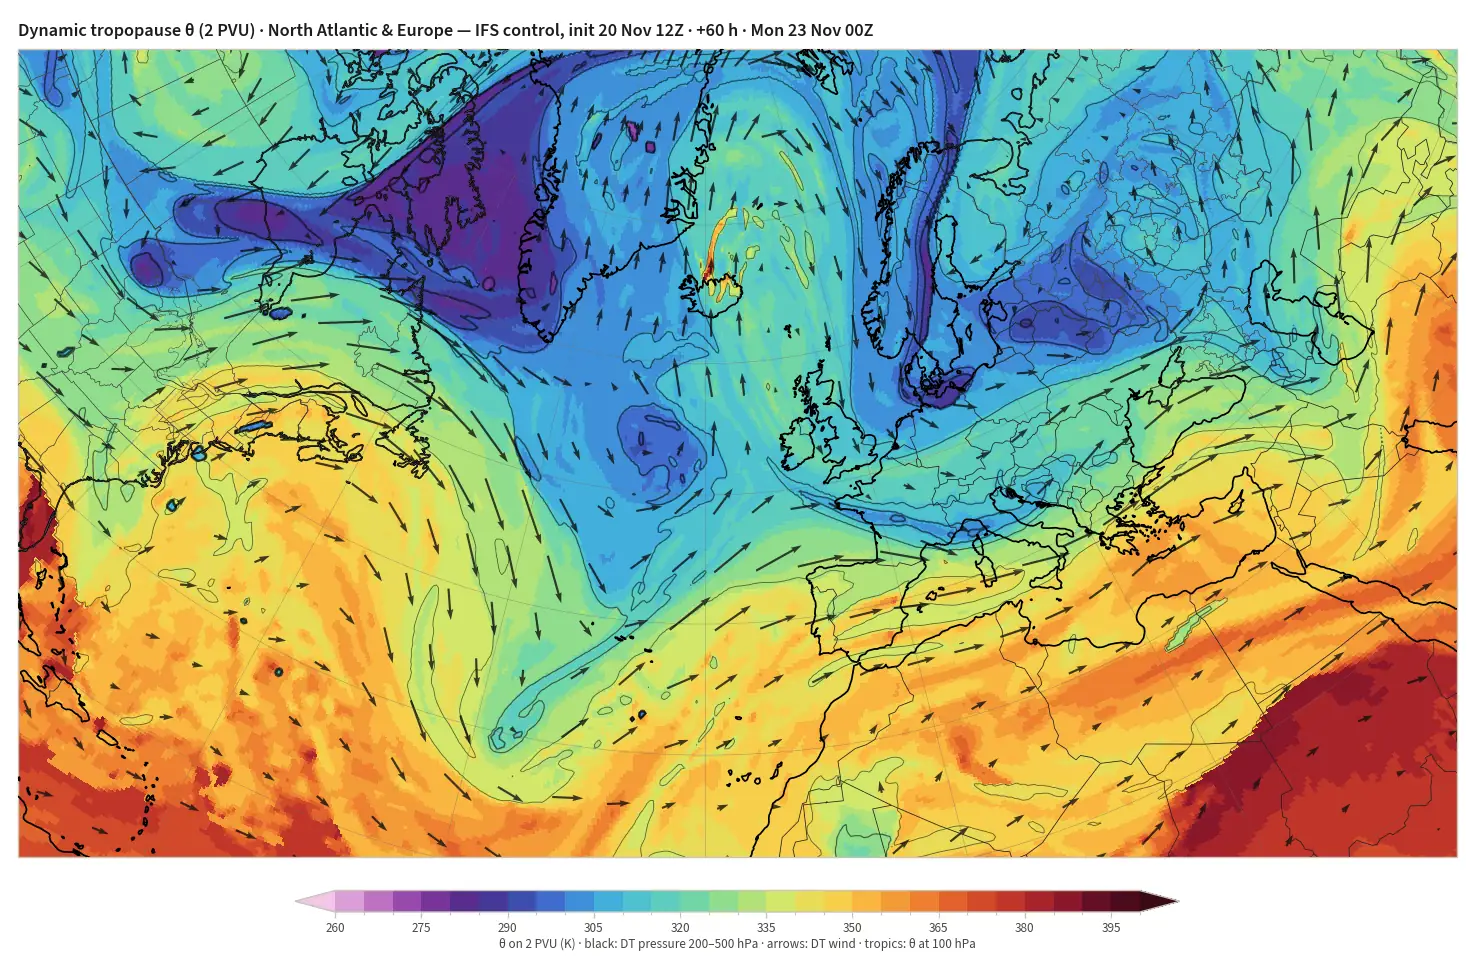 Dynamic tropopause θ (2 PVU) · North Atlantic & Europe — IFS control, init 20 Nov 12Z · +60 h · Mon 23 Nov 00Z
260 275 290 305 320 335 350 365 380 395
θ on 2 PVU (K) · black: DT pressure 200–500 hPa · arrows: DT wind · tropics: θ at 100 hPa